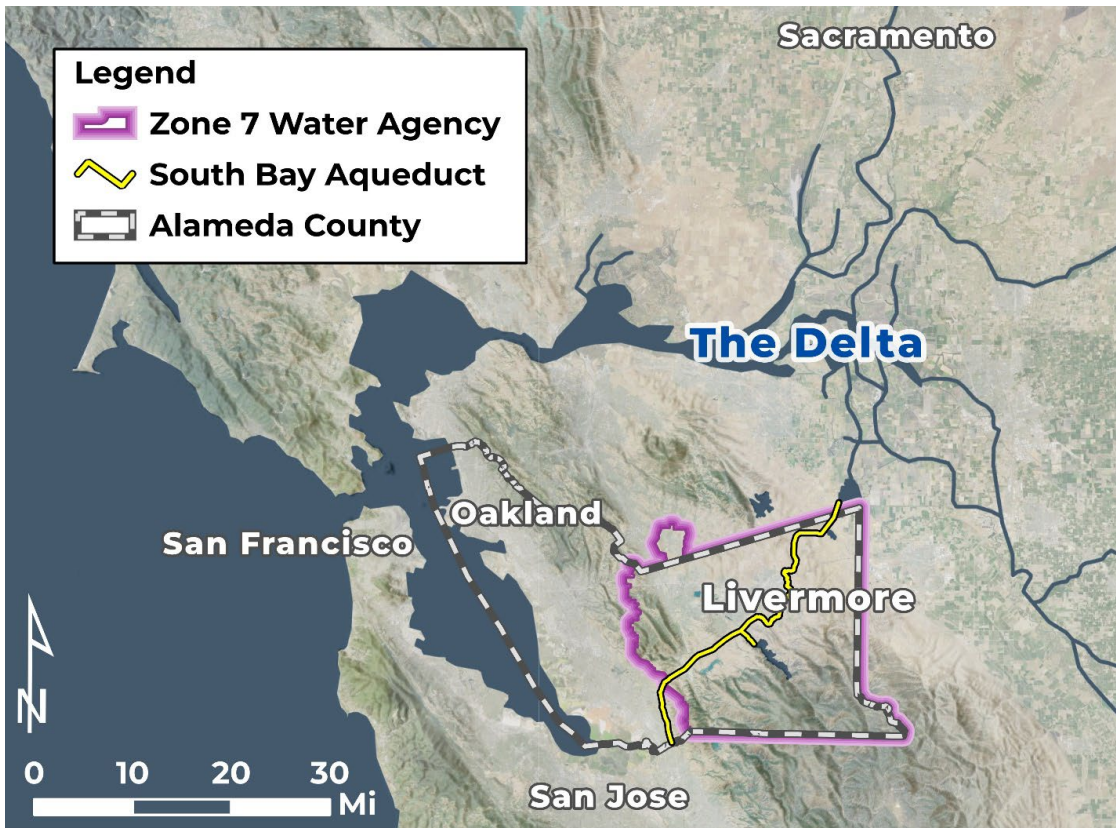 Sacramento
Legend
Zone 7 Water Agency
South Bay Aqueduct
Alameda County
The Delta
Oakland
San Francisco
Livermore
N
0 10 20 30
Mi
San Jose